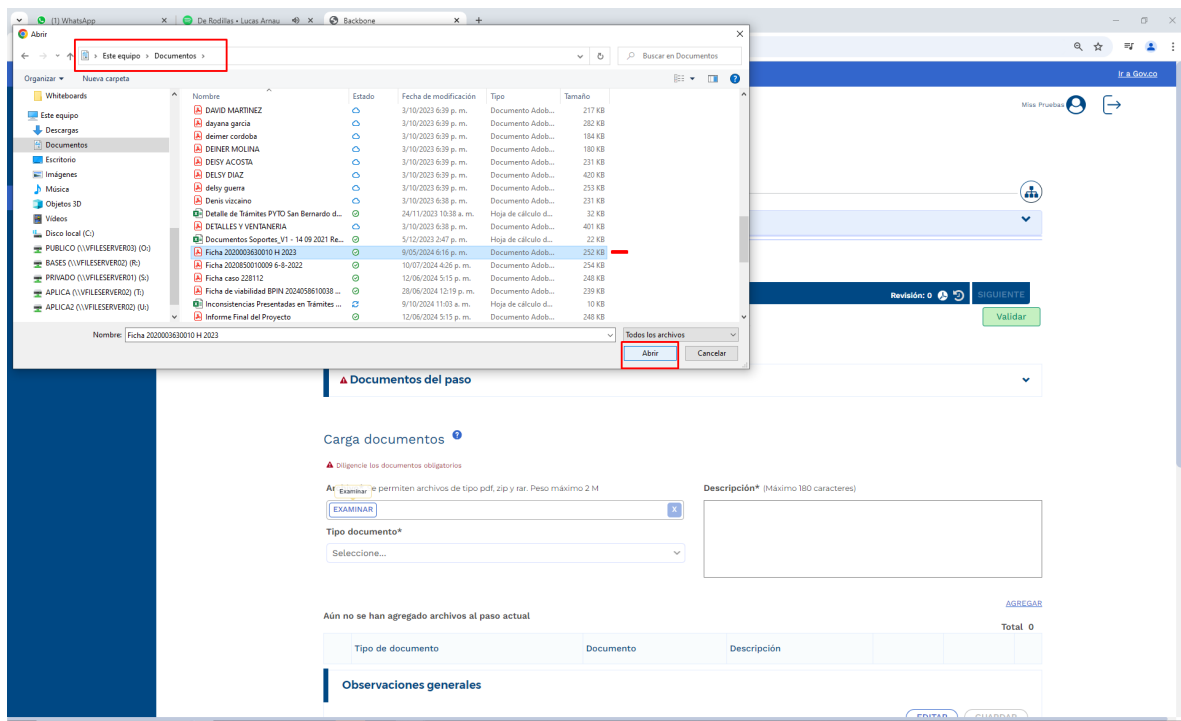 (1) WhatsApp
De Rodillas • Lucas Arnau
Backbone
Abrir
Este equipo > Documentos >
Buscar en Documentos
Organizar
Nueva carpeta
Ir a Gov.co
Miss Pruebas
Whiteboards
Este equipo
Descargas
Documentos
Escritorio
Imágenes
Música
Objetos 3D
Vídeos
Disco local (C:)
PUBLICO (\\VFILESERVER03) (O:)
BASES (\\VFILESERVER02) (R:)
PRIVADO (\\VFILESERVER01) (S:)
APLICA (\\VFILESERVER02) (T:)
APLICA2 (\\VFILESERVER02) (U:)
Nombre Estado Fecha de modificación Tipo Tamaño
DAVID MARTINEZ 3/10/2023 6:39 p. m. Documento Adob... 217 KB
dayana garcia 3/10/2023 6:39 p. m. Documento Adob... 282 KB
deimer cordoba 3/10/2023 6:39 p. m. Documento Adob... 184 KB
DEINER MOLINA 3/10/2023 6:39 p. m. Documento Adob... 180 KB
DEISY ACOSTA 3/10/2023 6:39 p. m. Documento Adob... 231 KB
DELSY DIAZ 3/10/2023 6:39 p. m. Documento Adob... 420 KB
delsy guerra 3/10/2023 6:39 p. m. Documento Adob... 253 KB
Denis vizcaino 3/10/2023 6:38 p. m. Documento Adob... 231 KB
Detalle de Trámites PYTO San Bernardo d... 24/11/2023 10:38 a. m. Hoja de cálculo d... 32 KB
DETALLES Y VENTANERIA 3/10/2023 6:38 p. m. Documento Adob... 401 KB
Documentos Soportes_V1 - 14 09 2021 Re... 5/12/2023 2:47 p. m. Hoja de cálculo d... 22 KB
Ficha 2020003630010 H 2023 9/05/2024 6:16 p. m. Documento Adob... 252 KB
Ficha 2020850010009 6-8-2022 10/07/2024 4:26 p. m. Documento Adob... 254 KB
Ficha caso 228112 12/06/2024 5:15 p. m. Documento Adob... 248 KB
Ficha de viabilidad BPIN 2024058610038 ... 28/06/2024 12:19 p. m. Documento Adob... 239 KB
Inconsistencias Presentadas en Trámites ... 9/10/2024 11:03 a. m. Hoja de cálculo d... 10 KB
Informe Final del Proyecto 12/06/2024 5:15 p. m. Documento Adob... 248 KB
Nombre: Ficha 2020003630010 H 2023
Todos los archivos
Abrir
Cancelar
Revisión: 0
SIGUIENTE
Validar
Documentos del paso
Carga documentos
Diligencie los documentos obligatorios
e permiten archivos de tipo pdf, zip y rar. Peso máximo 2 M
Examinar
EXAMINAR
X
Tipo documento*
Seleccione...
Descripción* (Máximo 180 caracteres)
AGREGAR
Aún no se han agregado archivos al paso actual
Total 0
Tipo de documento Documento Descripción
Observaciones generales
EDITAR
GUARDAR